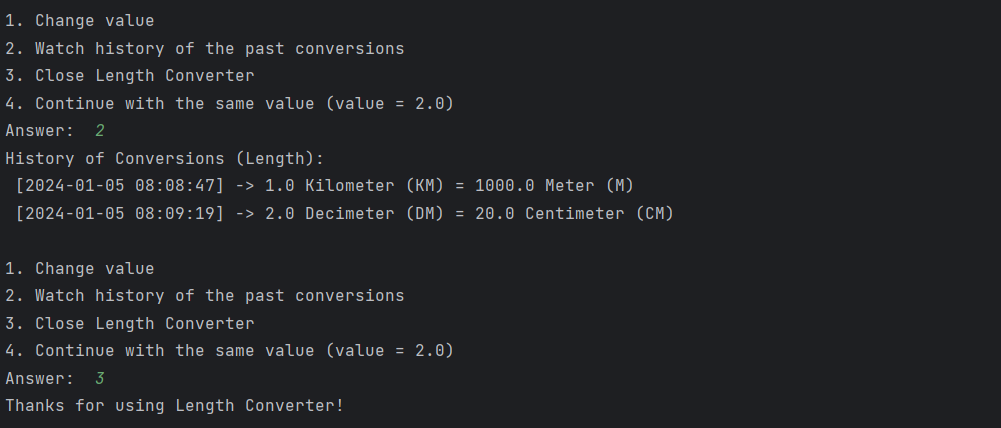 1. Change value
2. Watch history of the past conversions
3. Close Length Converter
4. Continue with the same value (value = 2.0)
Answer:  2
History of Conversions (Length):
 [2024-01-05 08:08:47] -> 1.0 Kilometer (KM) = 1000.0 Meter (M)
 [2024-01-05 08:09:19] -> 2.0 Decimeter (DM) = 20.0 Centimeter (CM)

1. Change value
2. Watch history of the past conversions
3. Close Length Converter
4. Continue with the same value (value = 2.0)
Answer:  3
Thanks for using Length Converter!